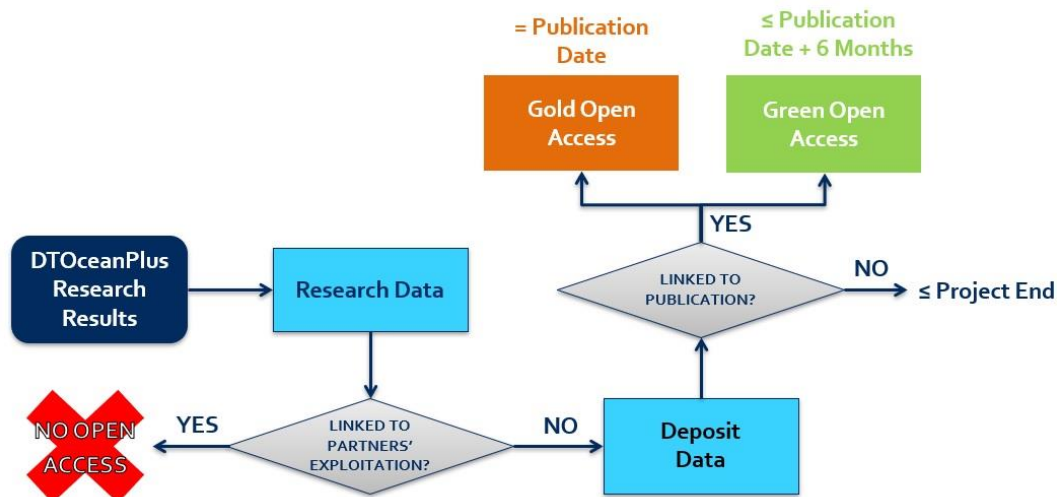 = Publication
Date
≤ Publication
Date + 6 Months
Gold Open
Access
Green Open
Access
YES
DTOceanPlus
Research
Results
Research Data
LINKED TO
PUBLICATION?
NO
≤ Project End
NO OPEN
ACCESS
YES
LINKED TO
PARTNERS'
EXPLOITATION?
NO
Deposit
Data